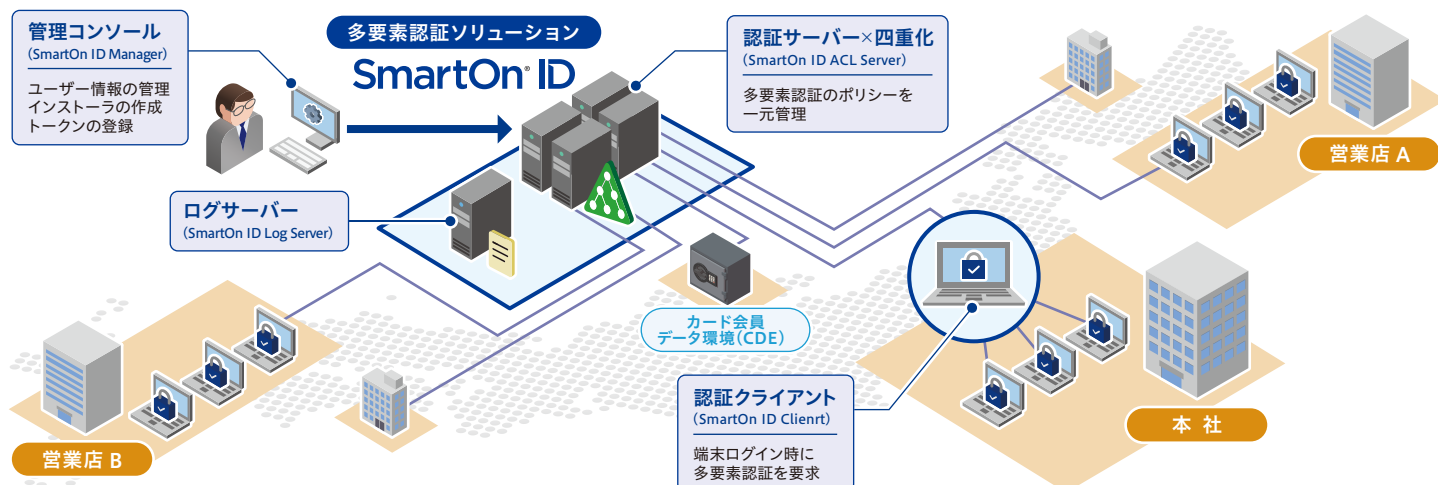 管理コンソール
(SmartOn ID Manager)
ユーザー情報の管理
インストーラの作成
トークンの登録
多要素認証ソリューション
SmartOn® ID
認証サーバー×四重化
(SmartOn ID ACL Server)
多要素認証のポリシーを
一元管理
営業店 A
ログサーバー
(SmartOn ID Log Server)
カード会員
データ環境(CDE)
認証クライアント
(SmartOn ID Clienrt)
端末ログイン時に
多要素認証を要求
本 社
営業店 B